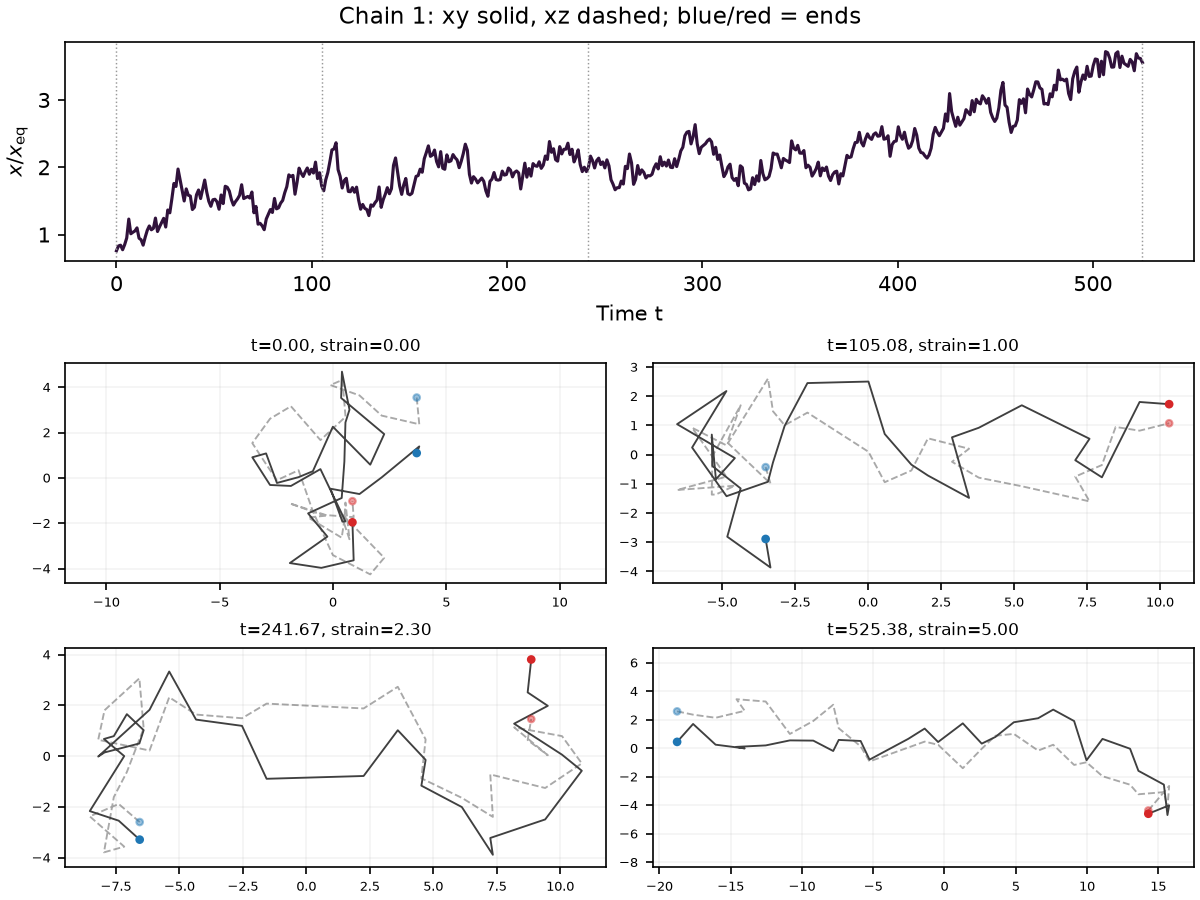 Chain 1: xy solid, xz dashed; blue/red = ends
x/x_eq
3
2
1
0 100 200 300 400 500
Time t
t=0.00, strain=0.00
4
2
0
−2
−4
−10 −5 0 5 10
t=105.08, strain=1.00
3
2
1
0
−1
−2
−3
−4
−5.0 −2.5 0.0 2.5 5.0 7.5 10.0
t=241.67, strain=2.30
4
2
0
−2
−4
−7.5 −5.0 −2.5 0.0 2.5 5.0 7.5 10.0
t=525.38, strain=5.00
6
4
2
0
−2
−4
−6
−8
−20 −15 −10 −5 0 5 10 15